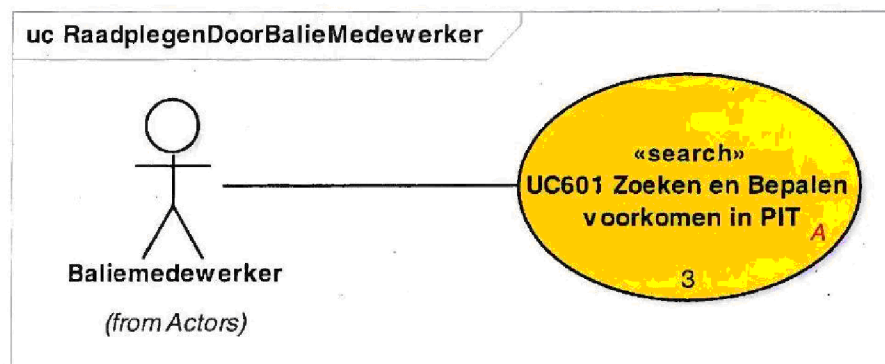 uc RaadplegenDoorBalieMedewerker
«search»
UC601 Zoeken en Bepalen
voorkomen in PIT
A
3
Baliemedewerker
(from Actors)